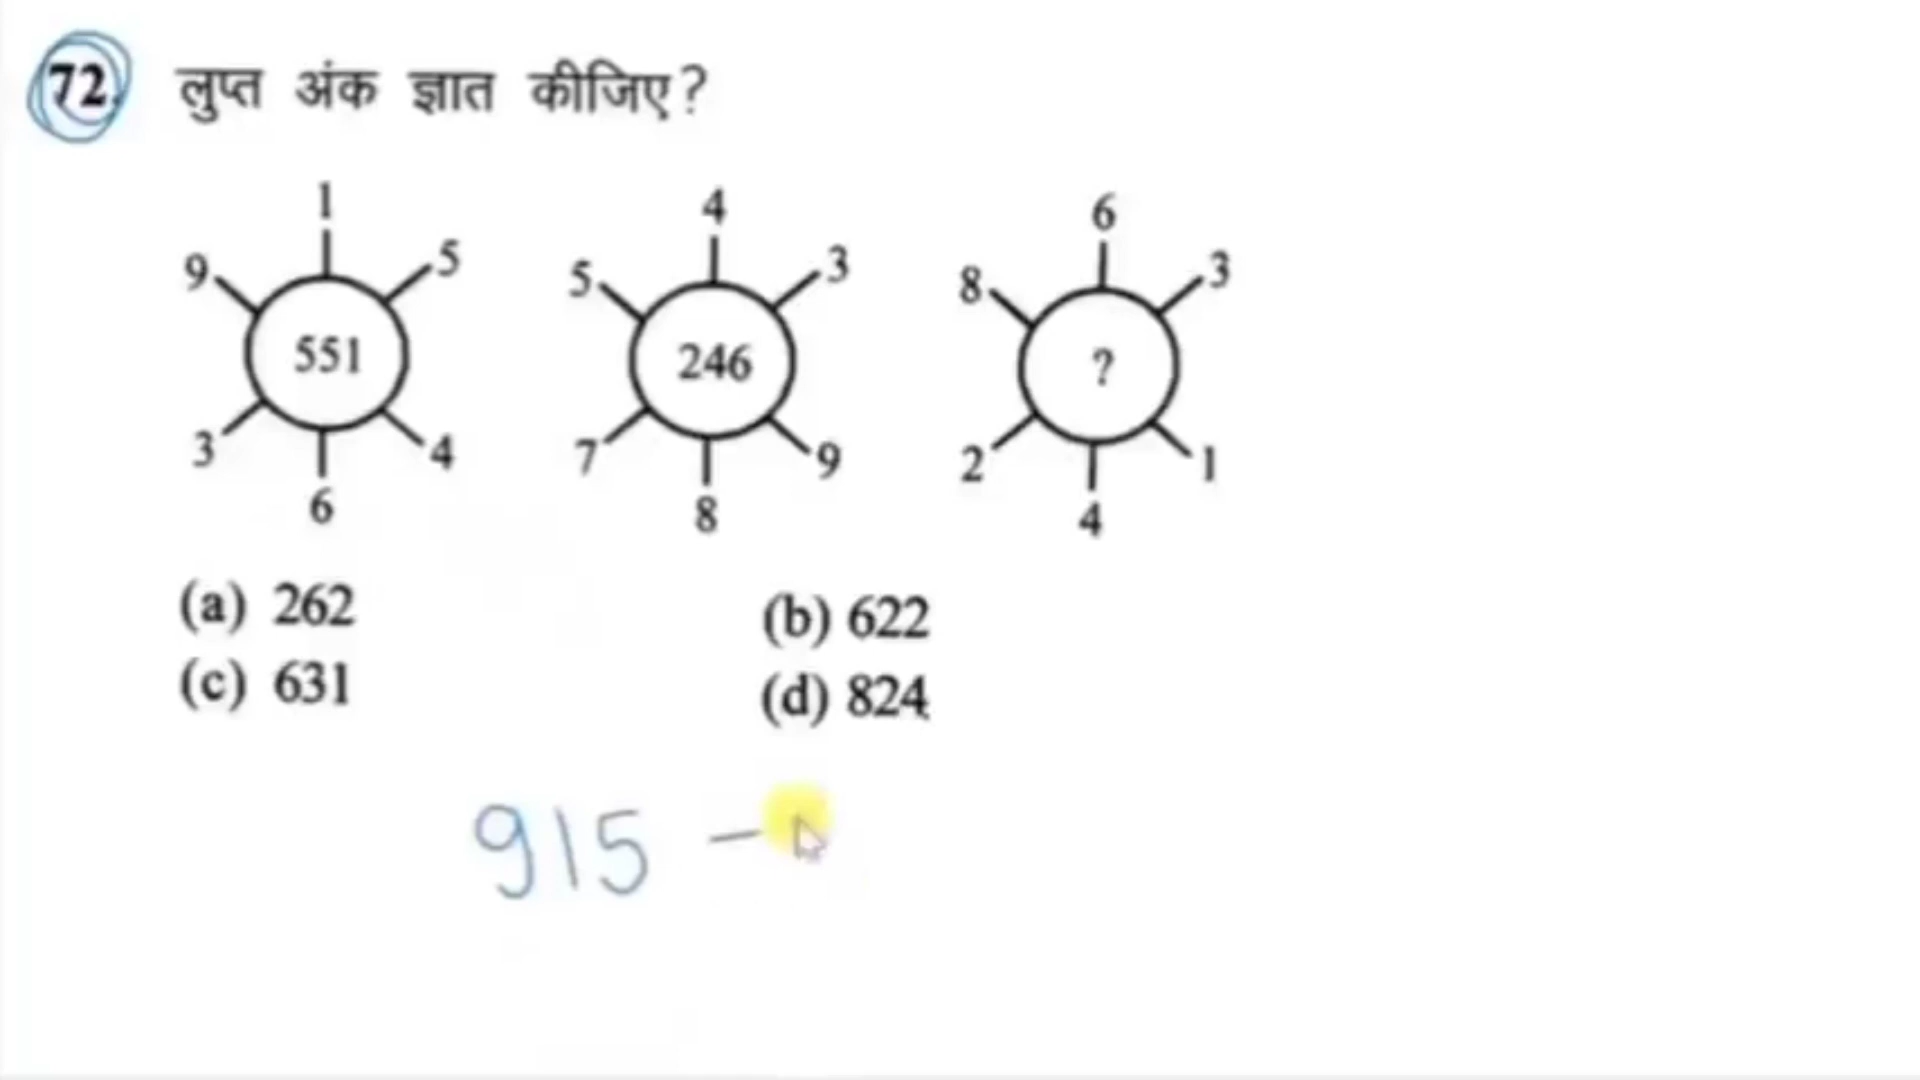 72. लुप्त अंक ज्ञात कीजिए?
1 4 6
9 5 5 3 8 3
551 246 ?
3 4 7 9 2 1
6 8 4
(a) 262 (b) 622
(c) 631 (d) 824
915 –